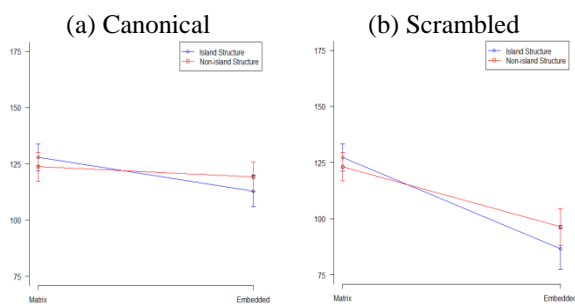 (a) Canonical
175
150
125
100
75
Island Structure
Non-island Structure
Matrix
Embedded
(b) Scrambled
175
150
125
100
75
Island Structure
Non-island Structure
Matrix
Embedded